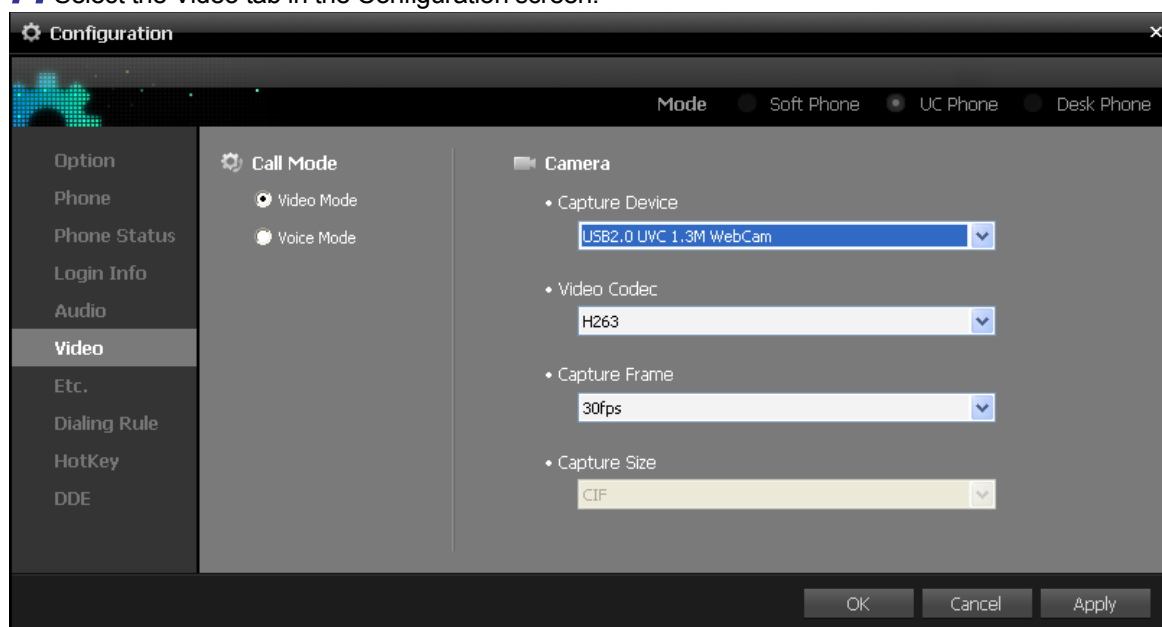 Select the Video tab in the Configuration screen.
Configuration
Mode Soft Phone UC Phone Desk Phone
Option
Phone
Phone Status
Login Info
Audio
Video
Etc.
Dialing Rule
HotKey
DDE
Call Mode
Video Mode
Voice Mode
Camera
• Capture Device
USB2.0 UVC 1.3M WebCam
• Video Codec
H263
• Capture Frame
30fps
• Capture Size
CIF
OK Cancel Apply